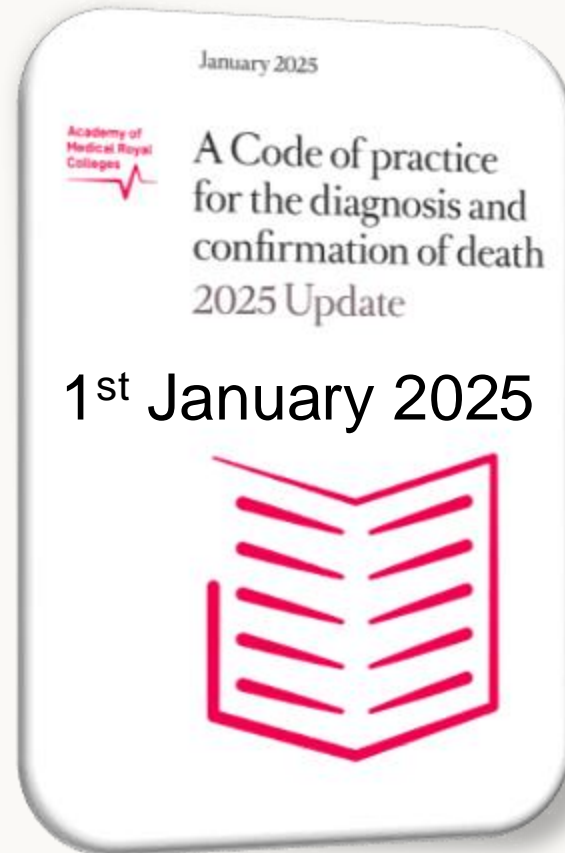 January 2025
Academy of
Medical Royal
Colleges
A Code of practice
for the diagnosis and
confirmation of death
2025 Update
1st January 2025